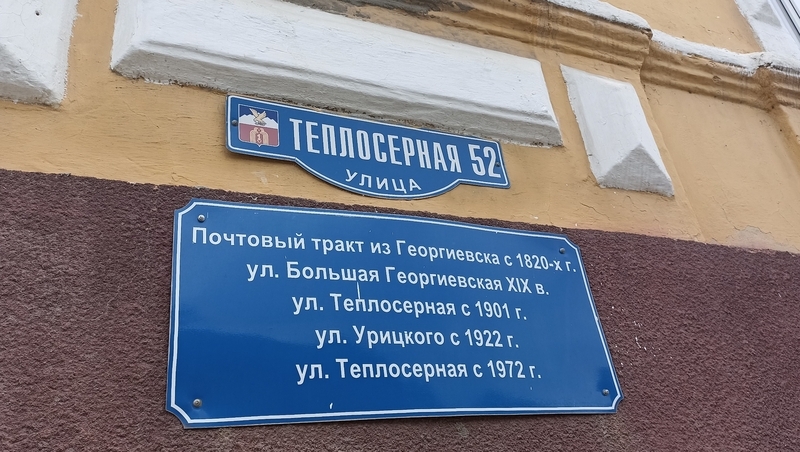 ТЕПЛОСЕРНАЯ 52
УЛИЦА
Почтовый тракт из Георгиевска с 1820-х г.
ул. Большая Георгиевская XIX в.
ул. Теплосерная с 1901 г.
ул. Урицкого с 1922 г.
ул. Теплосерная с 1972 г.